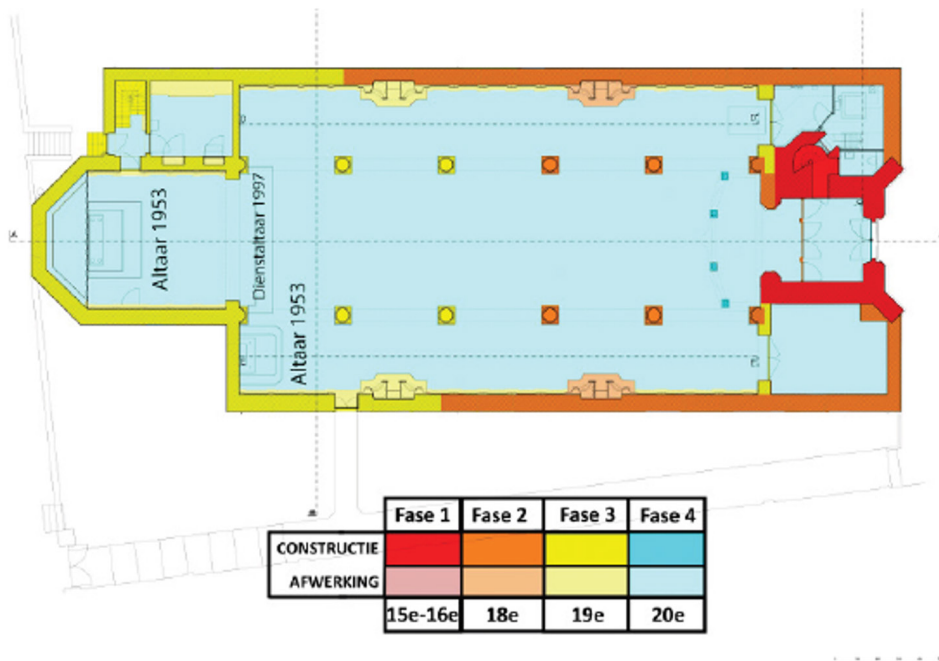 Altaar 1953
Dienstaltaar 1997
Altaar 1953
Fase 1 Fase 2 Fase 3 Fase 4
CONSTRUCTIE
AFWERKING
15e-16e 18e 19e 20e